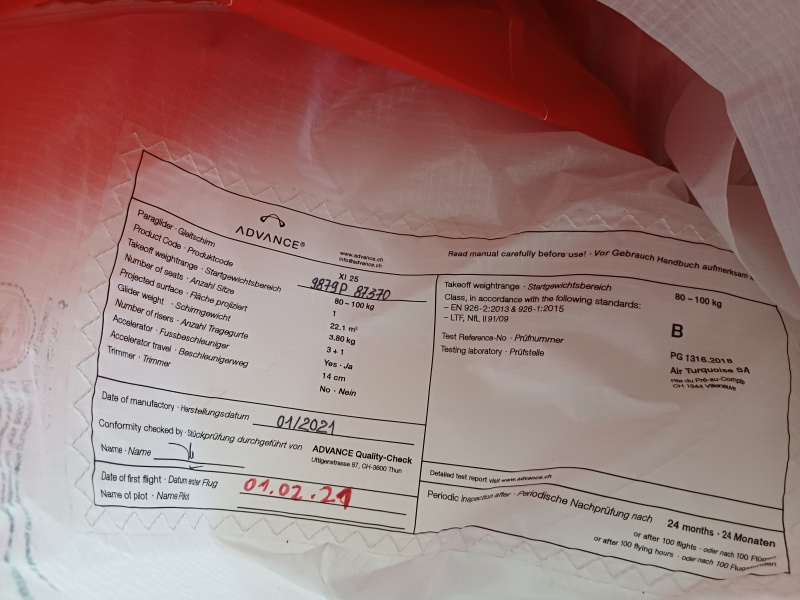 ADVANCE®
www.advance.ch
info@advance.ch
Paraglider · Gleitschirm XI 25
Product Code · Produktcode 9879P 87370
Takeoff weightrange · Startgewichtsbereich 80 – 100 kg
Number of seats · Anzahl Sitze 1
Projected surface · Fläche projiziert 22.1 m²
Glider weight · Schirmgewicht 3,80 kg
Number of risers · Anzahl Tragegurte 3 + 1
Accelerator · Fussbeschleuniger Yes · Ja
Accelerator travel · Beschleunigerweg 14 cm
Trimmer · Trimmer No · Nein
Date of manufactory · Herstellungsdatum 01/2021
Conformity checked by · Stückprüfung durchgeführt von ADVANCE Quality-Check
Uttigenstrasse 87, CH-3600 Thun
Name · Name
Date of first flight · Datum erster Flug 01.02.21
Name of pilot · Name Pilot
Read manual carefully before use! · Vor Gebrauch Handbuch aufmerksam
Takeoff weightrange · Startgewichtsbereich 80 – 100 kg
Class, in accordance with the following standards:
– EN 926-2:2013 & 926-1:2015 B
– LTF, NfL II 91/09
Test Reference-No · Prüfnummer PG 1316.2018
Testing laboratory · Prüfstelle Air Turquoise SA
rue du Pré-au-Comte
CH 1844 Villeneuve
Detailed test report visit www.advance.ch
Periodic inspection after · Periodische Nachprüfung nach 24 months · 24 Monaten
or after 100 flights · oder nach 100
or after 100 flying hours · oder nach 100